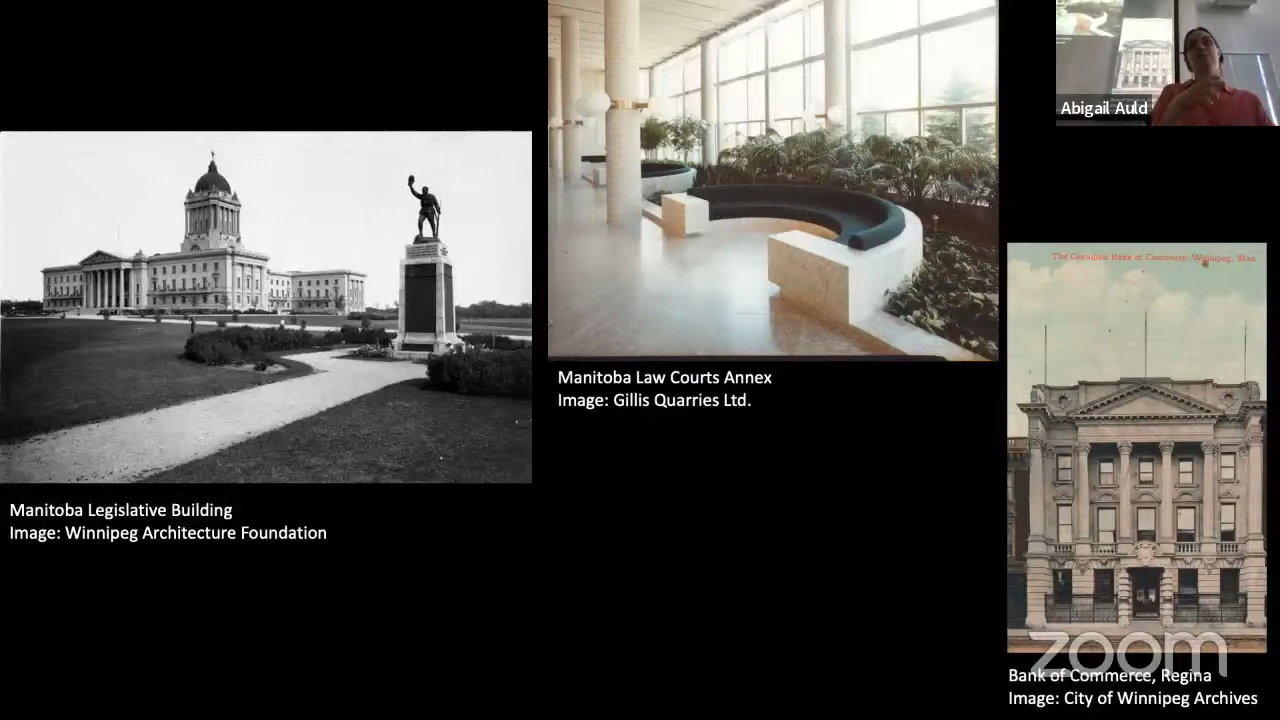 Abigail Auld
The Canadian Bank of Commerce, Winnipeg, Man.
Manitoba Law Courts Annex
Image: Gillis Quarries Ltd.
Manitoba Legislative Building
Image: Winnipeg Architecture Foundation
zoom
Bank of Commerce, Regina
Image: City of Winnipeg Archives